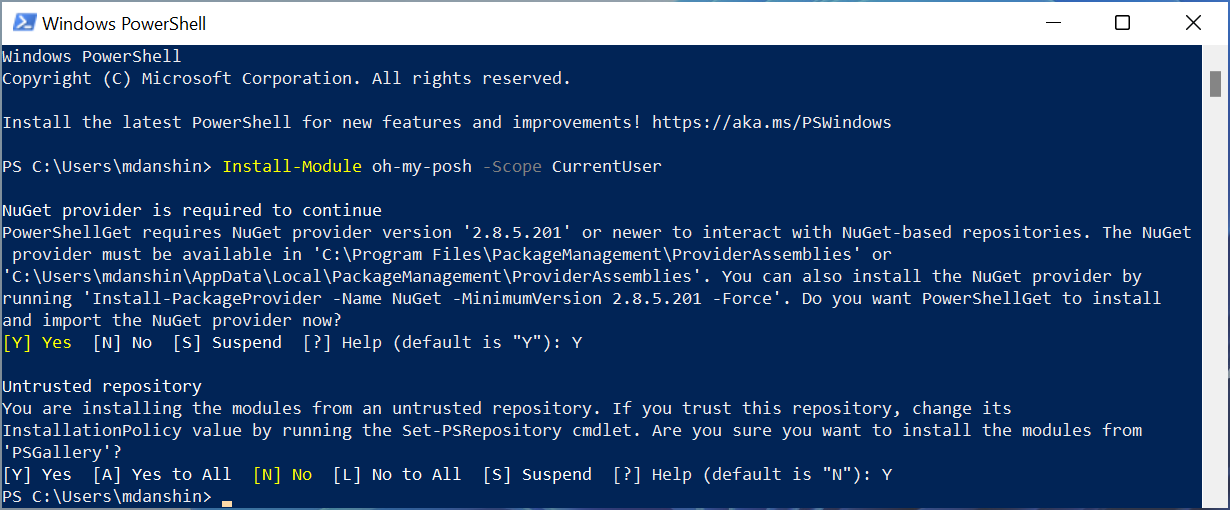 Windows PowerShell
Windows PowerShell
Copyright (C) Microsoft Corporation. All rights reserved.
Install the latest PowerShell for new features and improvements! https://aka.ms/PSWindows
PS C:\Users\mdanshin> Install-Module oh-my-posh -Scope CurrentUser
NuGet provider is required to continue
PowerShellGet requires NuGet provider version '2.8.5.201' or newer to interact with NuGet-based repositories. The NuGet
provider must be available in 'C:\Program Files\PackageManagement\ProviderAssemblies' or
'C:\Users\mdanshin\AppData\Local\PackageManagement\ProviderAssemblies'. You can also install the NuGet provider by
running 'Install-PackageProvider -Name NuGet -MinimumVersion 2.8.5.201 -Force'. Do you want PowerShellGet to install
and import the NuGet provider now?
[Y] Yes  [N] No  [S] Suspend  [?] Help (default is "Y"): Y
Untrusted repository
You are installing the modules from an untrusted repository. If you trust this repository, change its
InstallationPolicy value by running the Set-PSRepository cmdlet. Are you sure you want to install the modules from
'PSGallery'?
[Y] Yes  [A] Yes to All  [N] No  [L] No to All  [S] Suspend  [?] Help (default is "N"): Y
PS C:\Users\mdanshin>